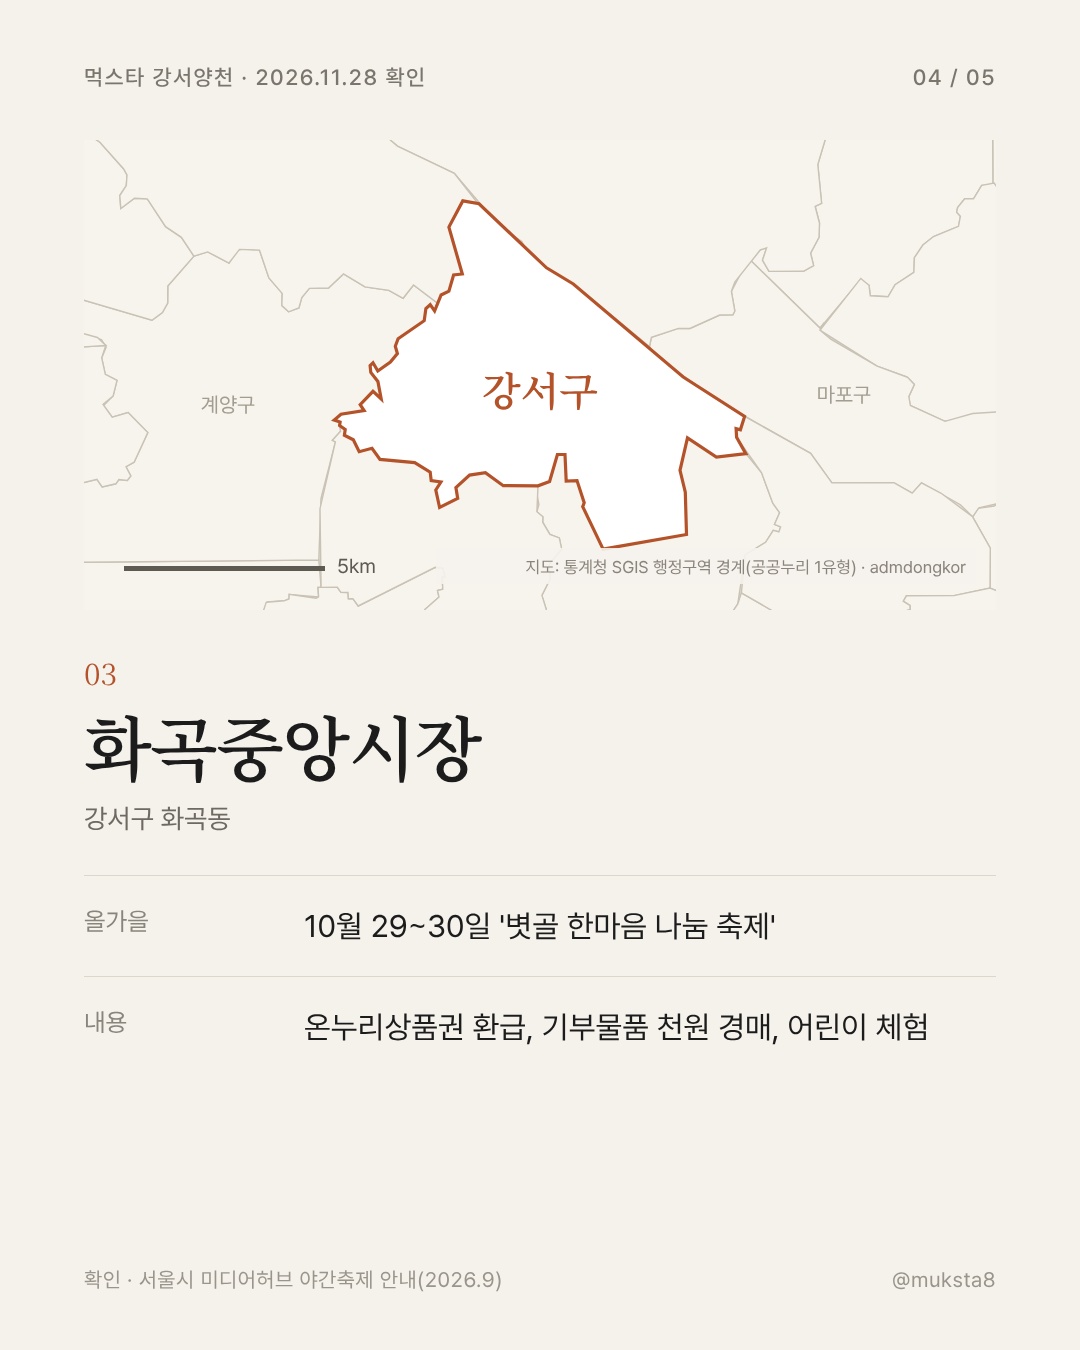 먹스타 강서양천 · 2026.11.28 확인
04 / 05
강서구
계양구
마포구
5km
지도: 통계청 SGIS 행정구역 경계(공공누리 1유형) · admdongkor
03
화곡중앙시장
강서구 화곡동
올가을
10월 29~30일 '볏골 한마음 나눔 축제'
내용
온누리상품권 환급, 기부물품 천원 경매, 어린이 체험
확인 · 서울시 미디어허브 야간축제 안내(2026.9)
@muksta8